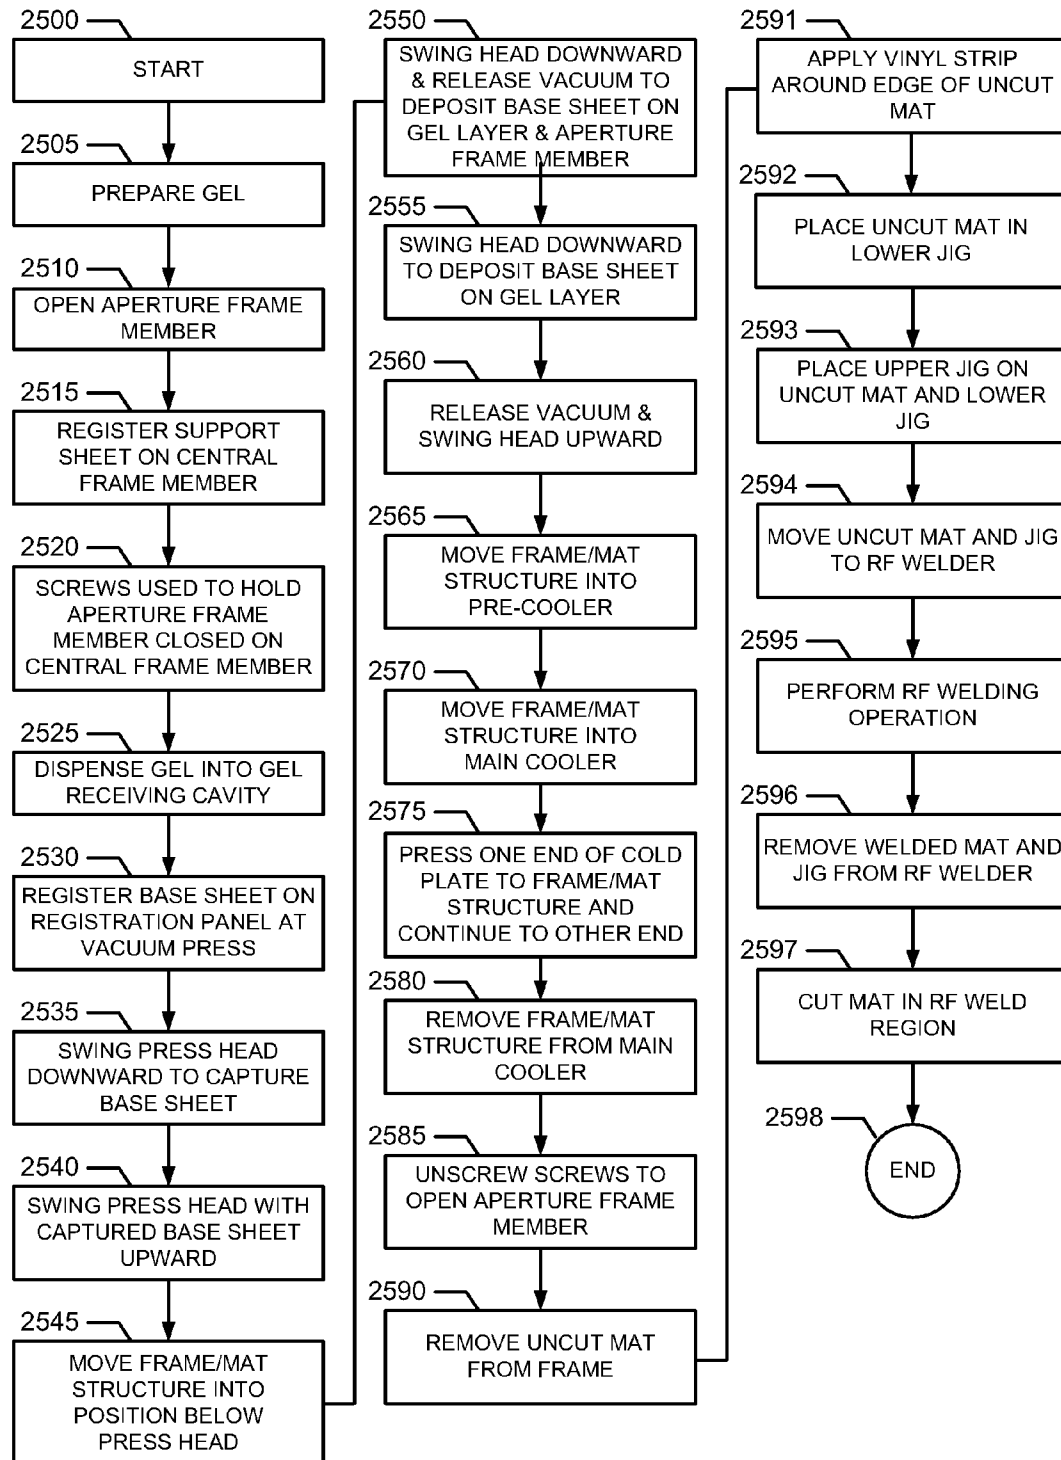 2500
START
2505
PREPARE GEL
2510
OPEN APERTURE FRAME
MEMBER
2515
REGISTER SUPPORT
SHEET ON CENTRAL
FRAME MEMBER
2520
SCREWS USED TO HOLD
APERTURE FRAME
MEMBER CLOSED ON
CENTRAL FRAME MEMBER
2525
DISPENSE GEL INTO GEL
RECEIVING CAVITY
2530
REGISTER BASE SHEET ON
REGISTRATION PANEL AT
VACUUM PRESS
2535
SWING PRESS HEAD
DOWNWARD TO CAPTURE
BASE SHEET
2540
SWING PRESS HEAD WITH
CAPTURED BASE SHEET
UPWARD
2545
MOVE FRAME/MAT
STRUCTURE INTO
POSITION BELOW
PRESS HEAD
2550
SWING HEAD DOWNWARD
& RELEASE VACUUM TO
DEPOSIT BASE SHEET ON
GEL LAYER & APERTURE
FRAME MEMBER
2555
SWING HEAD DOWNWARD
TO DEPOSIT BASE SHEET
ON GEL LAYER
2560
RELEASE VACUUM &
SWING HEAD UPWARD
2565
MOVE FRAME/MAT
STRUCTURE INTO
PRE-COOLER
2570
MOVE FRAME/MAT
STRUCTURE INTO
MAIN COOLER
2575
PRESS ONE END OF COLD
PLATE TO FRAME/MAT
STRUCTURE AND
CONTINUE TO OTHER END
2580
REMOVE FRAME/MAT
STRUCTURE FROM MAIN
COOLER
2585
UNSCREW SCREWS TO
OPEN APERTURE FRAME
MEMBER
2590
REMOVE UNCUT MAT
FROM FRAME
2591
APPLY VINYL STRIP
AROUND EDGE OF UNCUT
MAT
2592
PLACE UNCUT MAT IN
LOWER JIG
2593
PLACE UPPER JIG ON
UNCUT MAT AND LOWER
JIG
2594
MOVE UNCUT MAT AND JIG
TO RF WELDER
2595
PERFORM RF WELDING
OPERATION
2596
REMOVE WELDED MAT AND
JIG FROM RF WELDER
2597
CUT MAT IN RF WELD
REGION
2598
END